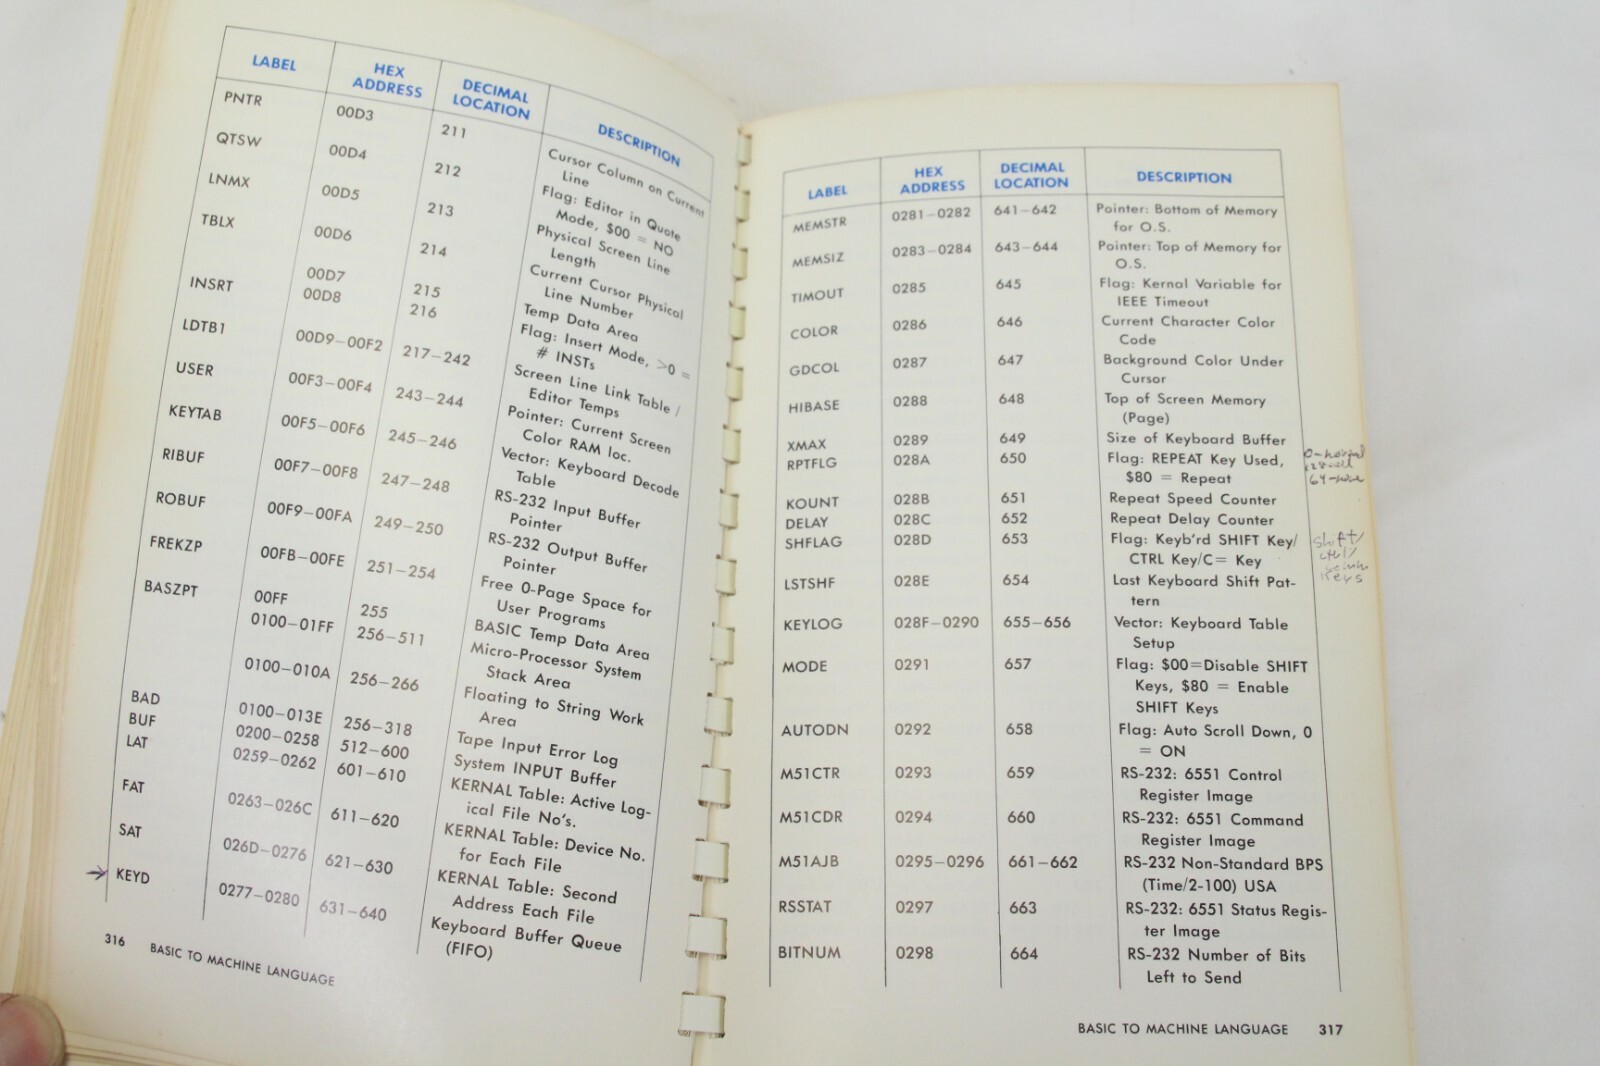 LABEL HEX ADDRESS DECIMAL LOCATION DESCRIPTION
PNTR 00D3 211 Cursor Column on Current
Line
QTSW 00D4 212 Flag: Editor in Quote
Mode, $00 = NO
LNMX 00D5 213 Physical Screen Line
Length
TBLX 00D6 214 Current Cursor Physical
Line Number
00D7 215 Temp Data Area
INSRT 00D8 216 Flag: Insert Mode, >0 =
# INSTs
LDTB1 00D9–00F2 217–242 Screen Line Link Table /
Editor Temps
USER 00F3–00F4 243–244 Pointer: Current Screen
Color RAM loc.
KEYTAB 00F5–00F6 245–246 Vector: Keyboard Decode
Table
RIBUF 00F7–00F8 247–248 RS-232 Input Buffer
Pointer
ROBUF 00F9–00FA 249–250 RS-232 Output Buffer
Pointer
FREKZP 00FB–00FE 251–254 Free 0-Page Space for
User Programs
BASZPT 00FF 255 BASIC Temp Data Area
0100–01FF 256–511 Micro-Processor System
Stack Area
0100–010A 256–266 Floating to String Work
Area
BAD 0100–013E 256–318 Tape Input Error Log
BUF 0200–0258 512–600 System INPUT Buffer
LAT 0259–0262 601–610 KERNAL Table: Active Log-
ical File No's.
FAT 0263–026C 611–620 KERNAL Table: Device No.
for Each File
SAT 026D–0276 621–630 KERNAL Table: Second
Address Each File
→ KEYD 0277–0280 631–640 Keyboard Buffer Queue
(FIFO)
316 BASIC TO MACHINE LANGUAGE
LABEL HEX ADDRESS DECIMAL LOCATION DESCRIPTION
MEMSTR 0281–0282 641–642 Pointer: Bottom of Memory
for O.S.
MEMSIZ 0283–0284 643–644 Pointer: Top of Memory for
O.S.
TIMOUT 0285 645 Flag: Kernal Variable for
IEEE Timeout
COLOR 0286 646 Current Character Color
Code
GDCOL 0287 647 Background Color Under
Cursor
HIBASE 0288 648 Top of Screen Memory
(Page)
XMAX 0289 649 Size of Keyboard Buffer
RPTFLG 028A 650 Flag: REPEAT Key Used,
$80 = Repeat
0–normal
64–none
KOUNT 028B 651 Repeat Speed Counter
DELAY 028C 652 Repeat Delay Counter
SHFLAG 028D 653 Flag: Keyb'rd SHIFT Key/
CTRL Key/C= Key
Shift/
ctrl/
Keys
LSTSHF 028E 654 Last Keyboard Shift Pat-
tern
KEYLOG 028F–0290 655–656 Vector: Keyboard Table
Setup
MODE 0291 657 Flag: $00=Disable SHIFT
Keys, $80 = Enable
SHIFT Keys
AUTODN 0292 658 Flag: Auto Scroll Down, 0
= ON
M51CTR 0293 659 RS-232: 6551 Control
Register Image
M51CDR 0294 660 RS-232: 6551 Command
Register Image
M51AJB 0295–0296 661–662 RS-232 Non-Standard BPS
(Time/2-100) USA
RSSTAT 0297 663 RS-232: 6551 Status Regis-
ter Image
BITNUM 0298 664 RS-232 Number of Bits
Left to Send
BASIC TO MACHINE LANGUAGE 317